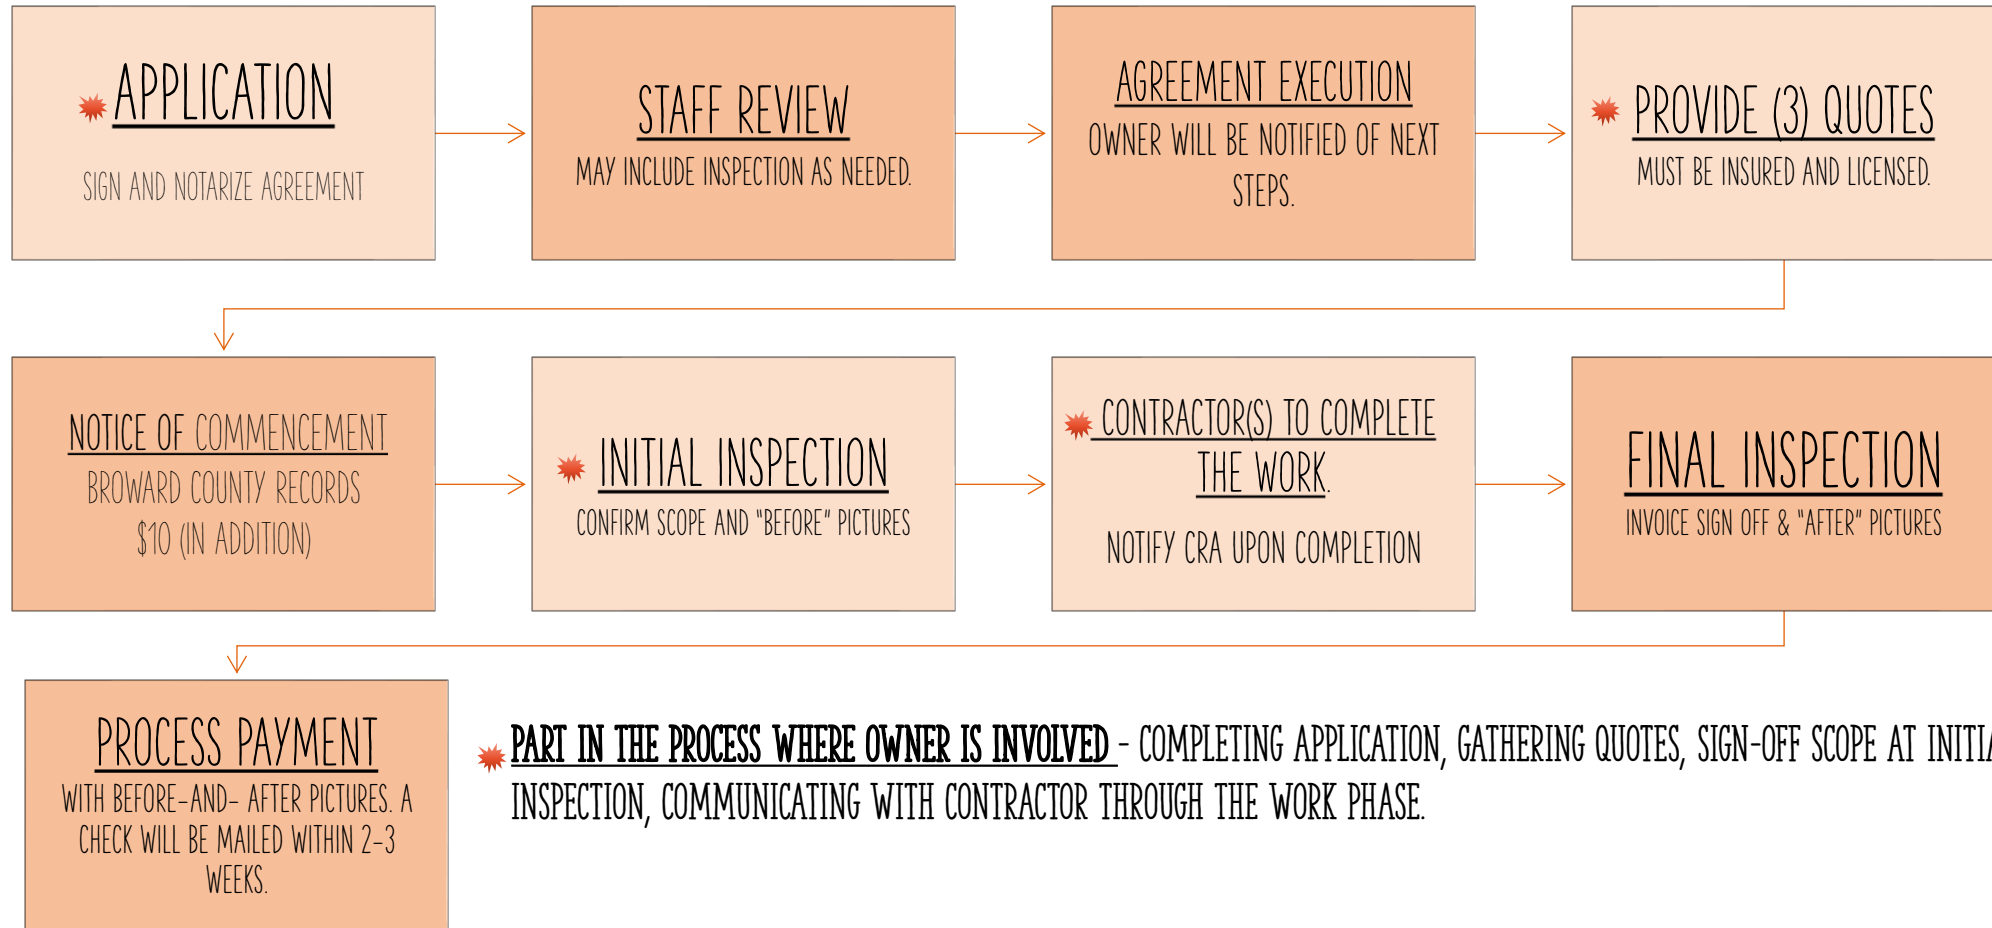 APPLICATION
SIGN AND NOTARIZE AGREEMENT
STAFF REVIEW
MAY INCLUDE INSPECTION AS NEEDED.
AGREEMENT EXECUTION
OWNER WILL BE NOTIFIED OF NEXT
STEPS.
PROVIDE (3) QUOTES
MUST BE INSURED AND LICENSED.
NOTICE OF COMMENCEMENT
BROWARD COUNTY RECORDS
$10 (IN ADDITION)
INITIAL INSPECTION
CONFIRM SCOPE AND "BEFORE" PICTURES
CONTRACTOR(S) TO COMPLETE
THE WORK.
NOTIFY CRA UPON COMPLETION
FINAL INSPECTION
INVOICE SIGN OFF & "AFTER" PICTURES
PROCESS PAYMENT
WITH BEFORE-AND- AFTER PICTURES. A
CHECK WILL BE MAILED WITHIN 2-3
WEEKS.
PART IN THE PROCESS WHERE OWNER IS INVOLVED - COMPLETING APPLICATION, GATHERING QUOTES, SIGN-OFF SCOPE AT
INSPECTION, COMMUNICATING WITH CONTRACTOR THROUGH THE WORK PHASE.